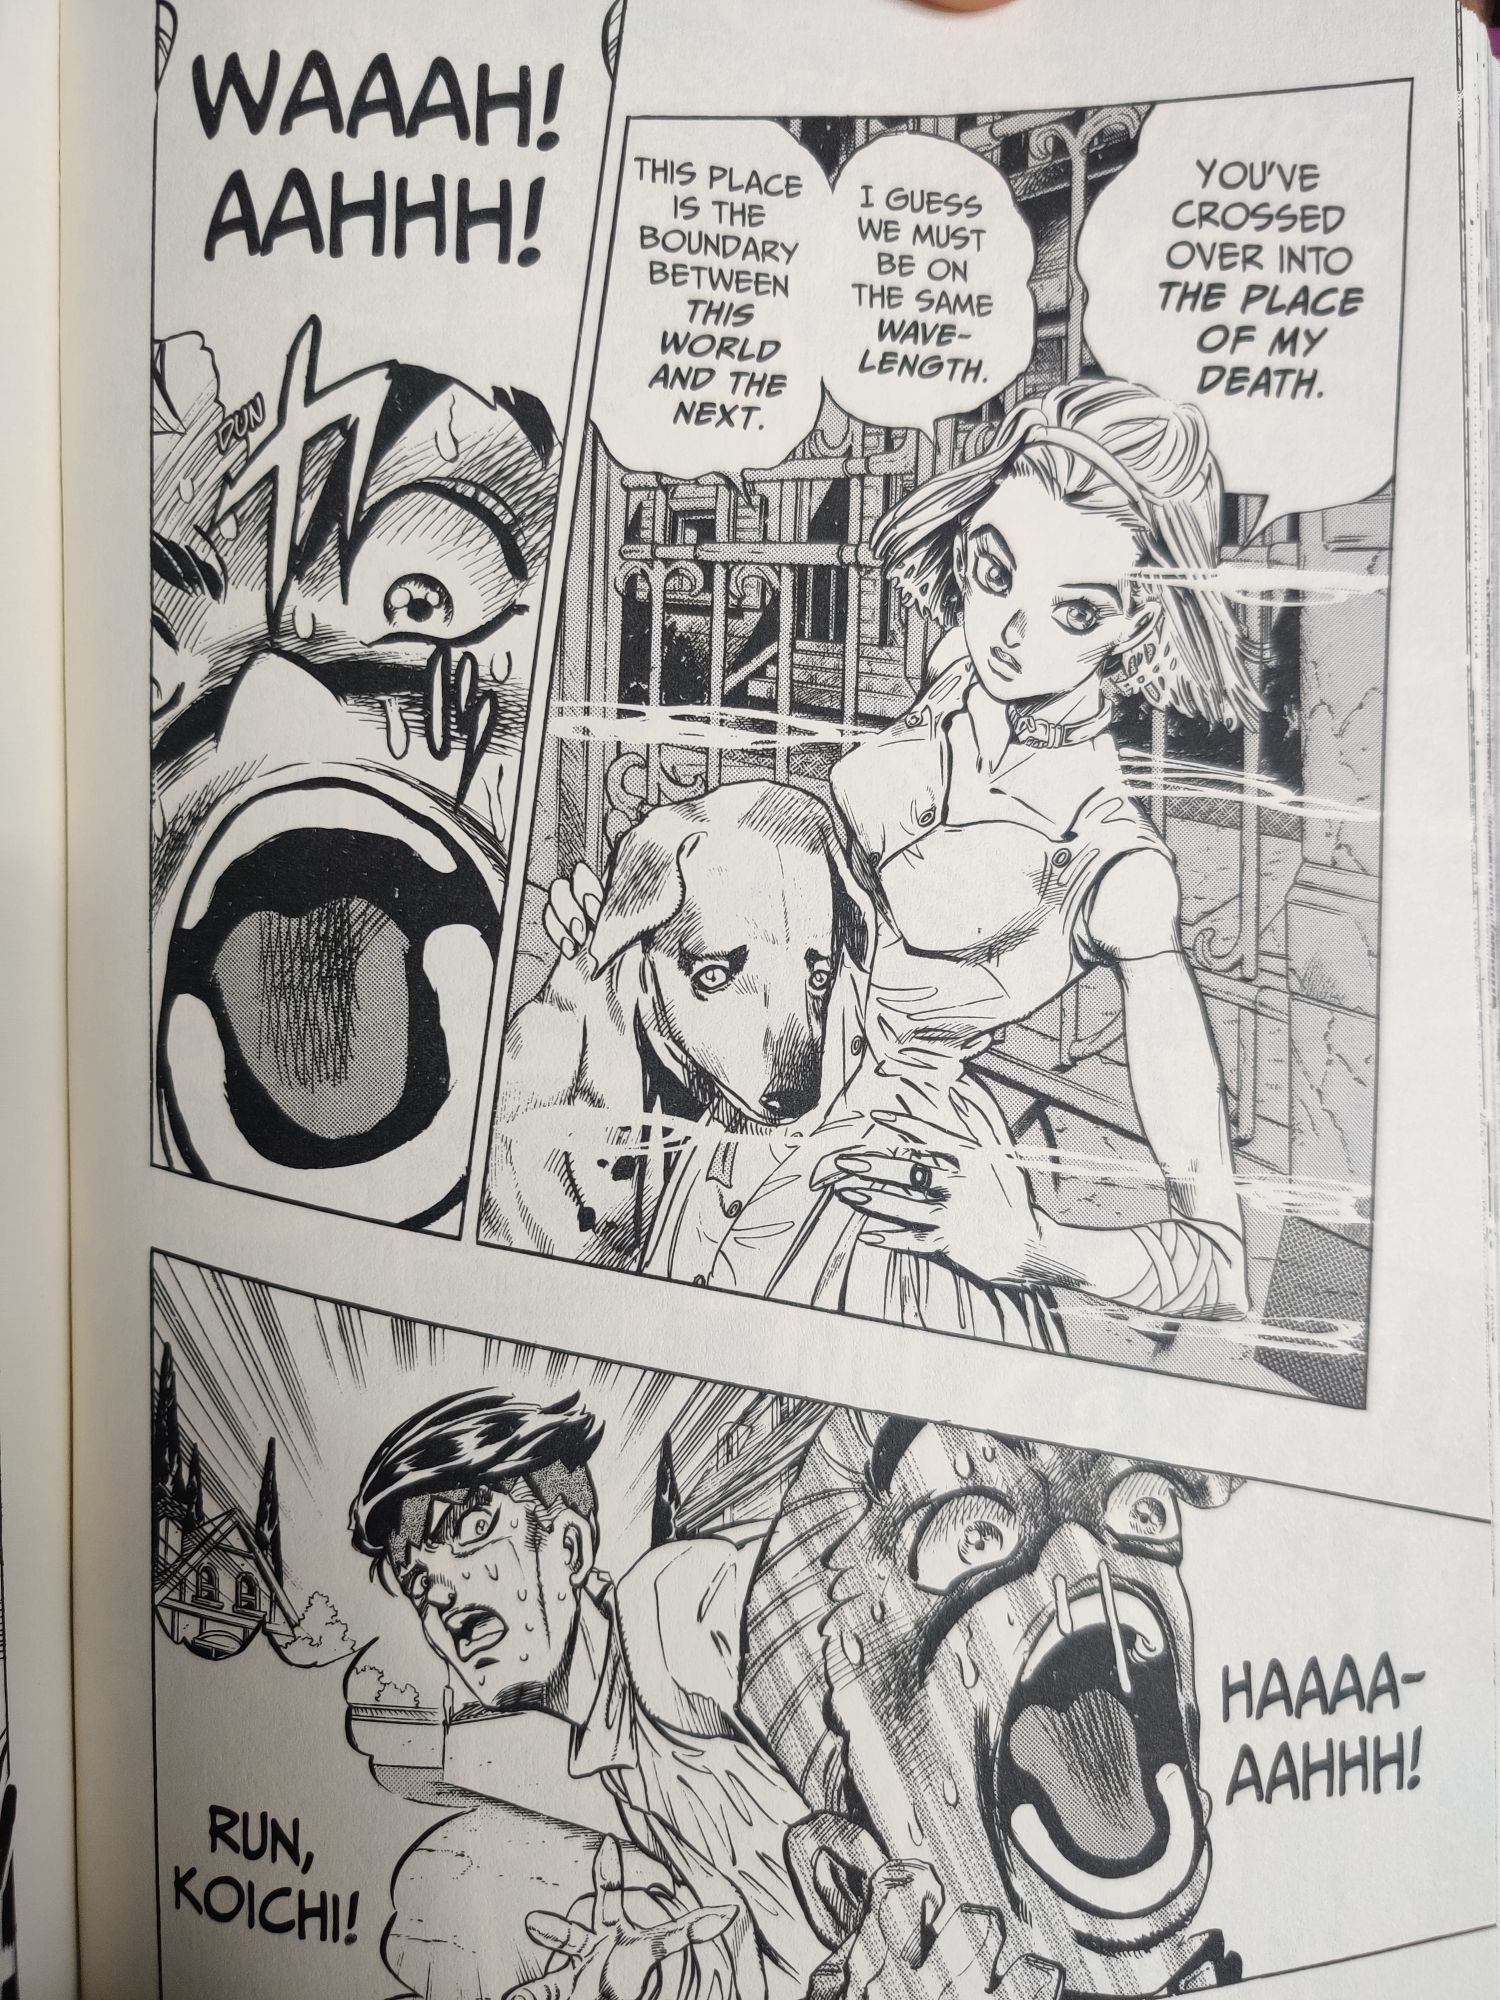 YOU'VE
CROSSED
OVER INTO
THE PLACE
OF MY
DEATH.
I GUESS
WE MUST
BE ON
THE SAME
WAVE-
LENGTH.
THIS PLACE
IS THE
BOUNDARY
BETWEEN
THIS
WORLD
AND THE
NEXT.
WAAAH!
AAHHH!
DUN
HAAAA-
AAHHH!
RUN,
KOICHI!